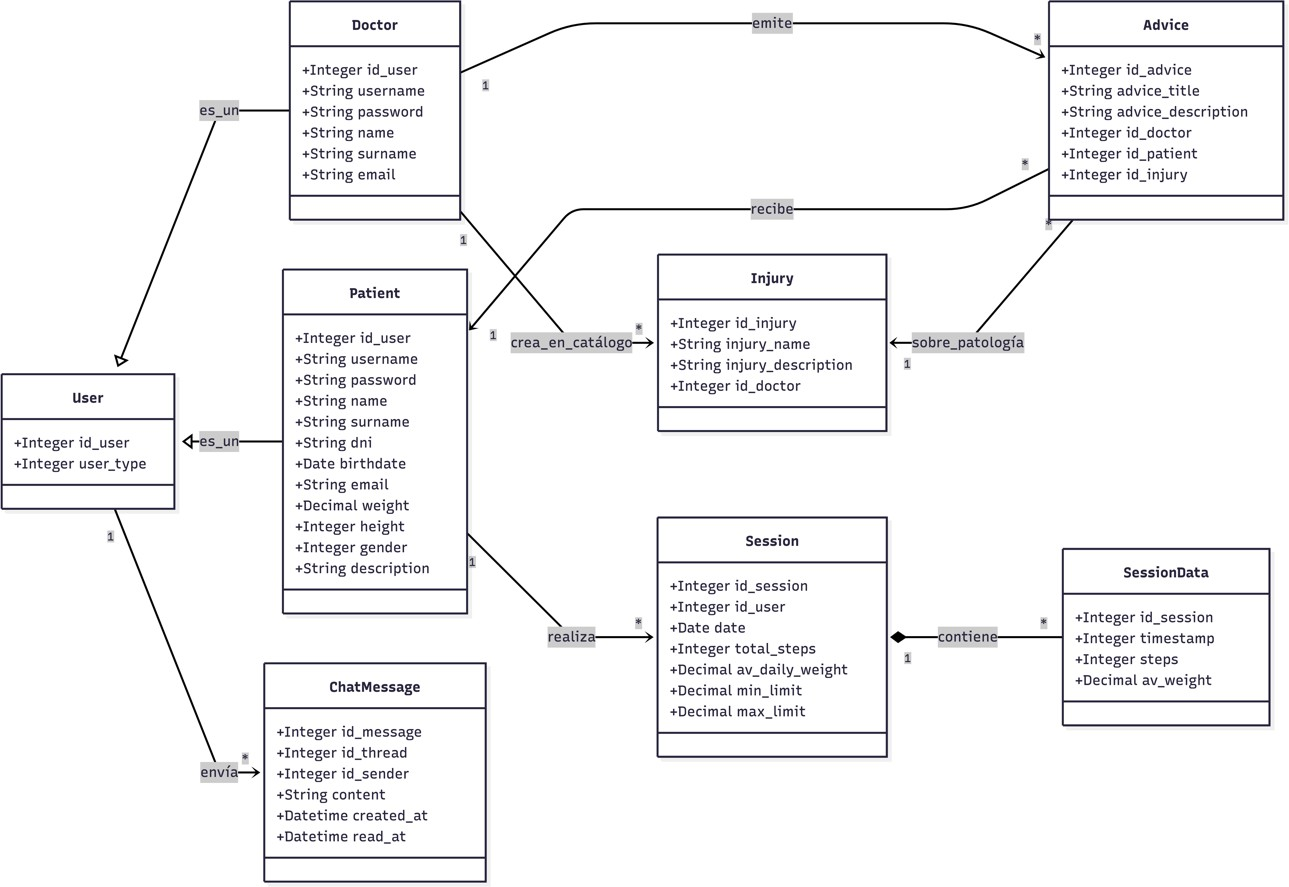 Doctor
+Integer id_user
+String username
+String password
+String name
+String surname
+String email
emite
1
*
Advice
+Integer id_advice
+String advice_title
+String advice_description
+Integer id_doctor
+Integer id_patient
+Integer id_injury
es_un
*
recibe
1
1
crea_en_catálogo
*
Injury
+Integer id_injury
+String injury_name
+String injury_description
+Integer id_doctor
*
sobre_patología
1
Patient
+Integer id_user
+String username
+String password
+String name
+String surname
+String dni
+Date birthdate
+String email
+Decimal weight
+Integer height
+Integer gender
+String description
User
+Integer id_user
+Integer user_type
es_un
1
realiza
*
Session
+Integer id_session
+Integer id_user
+Date date
+Integer total_steps
+Decimal av_daily_weight
+Decimal min_limit
+Decimal max_limit
1
contiene
*
SessionData
+Integer id_session
+Integer timestamp
+Integer steps
+Decimal av_weight
1
envía
*
ChatMessage
+Integer id_message
+Integer id_thread
+Integer id_sender
+String content
+Datetime created_at
+Datetime read_at